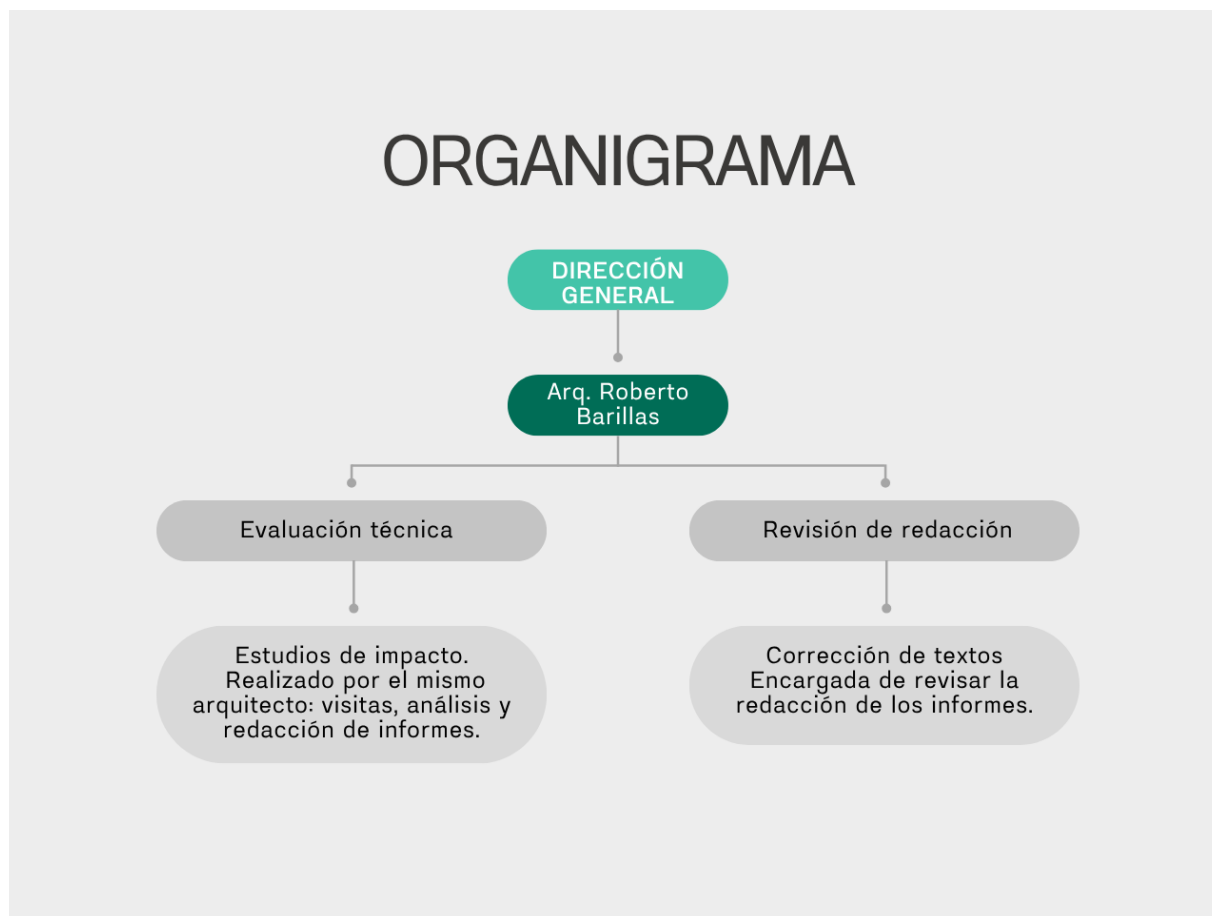 ORGANIGRAMA
DIRECCIÓN
GENERAL
Arq. Roberto
Barillas
Evaluación técnica
Revisión de redacción
Estudios de impacto.
Realizado por el mismo
arquitecto: visitas, análisis y
redacción de informes.
Corrección de textos
Encargada de revisar la
redacción de los informes.